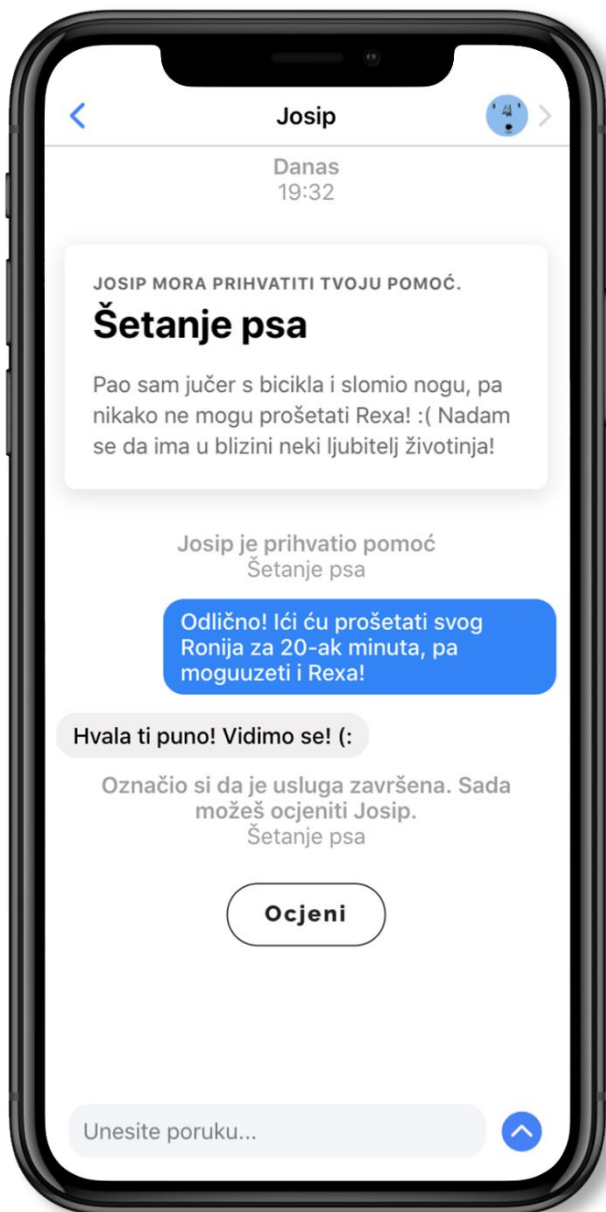 Josip
Danas
19:32
JOSIP MORA PRIHVATITI TVOJU POMOĆ.
Šetanje psa
Pao sam jučer s bicikla i slomio nogu, pa
nikako ne mogu prošetati Rexa! :( Nadam
se da ima u blizini neki ljubitelj životinja!
Josip je prihvatio pomoć
Šetanje psa
Odlično! Ići ću prošetati svog
Ronija za 20-ak minuta, pa
moguuzeti i Rexa!
Hvala ti puno! Vidimo se! (:
Označio si da je usluga završena. Sada
možeš ocjeniti Josip.
Šetanje psa
Ocjeni
Unesite poruku...